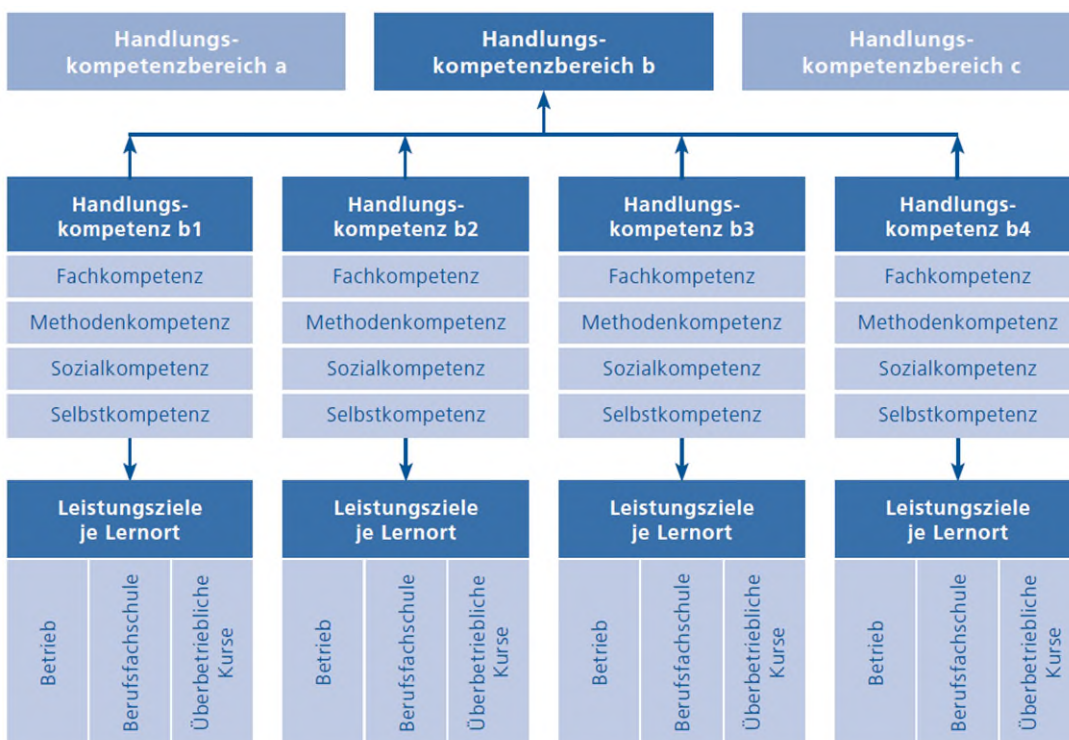 Handlungs-
kompetenzbereich a
Handlungs-
kompetenzbereich b
Handlungs-
kompetenzbereich c
Handlungs-
kompetenz b1
Fachkompetenz
Methodenkompetenz
Sozialkompetenz
Selbstkompetenz
Leistungsziele
je Lernort
Betrieb
Berufsfachschule
Überbetriebliche
Kurse
Handlungs-
kompetenz b2
Fachkompetenz
Methodenkompetenz
Sozialkompetenz
Selbstkompetenz
Leistungsziele
je Lernort
Betrieb
Berufsfachschule
Überbetriebliche
Kurse
Handlungs-
kompetenz b3
Fachkompetenz
Methodenkompetenz
Sozialkompetenz
Selbstkompetenz
Leistungsziele
je Lernort
Betrieb
Berufsfachschule
Überbetriebliche
Kurse
Handlungs-
kompetenz b4
Fachkompetenz
Methodenkompetenz
Sozialkompetenz
Selbstkompetenz
Leistungsziele
je Lernort
Betrieb
Berufsfachschule
Überbetriebliche
Kurse